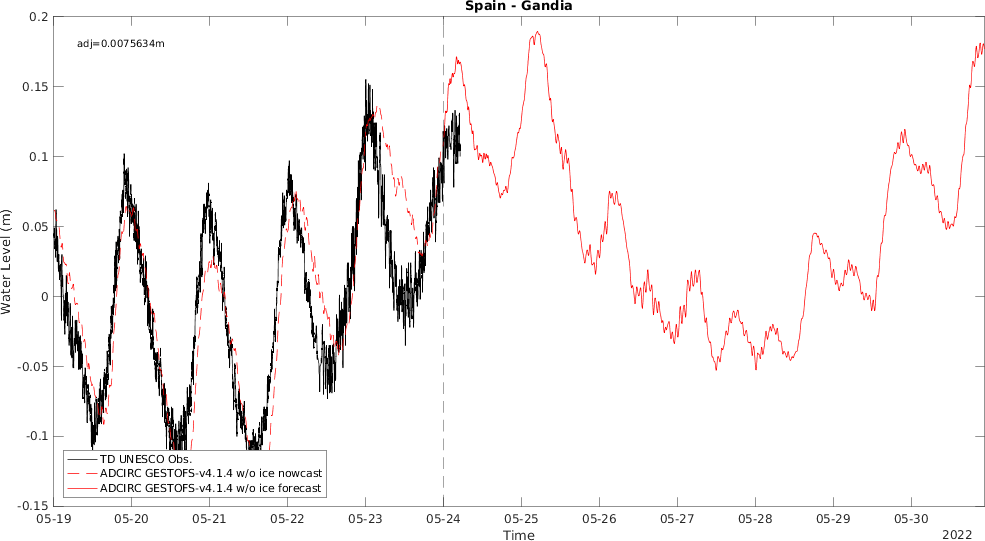 Spain - Gandia
adj=0.0075634m
0.2
0.15
0.1
0.05
0
-0.05
-0.1
-0.15
Water Level (m)
TD UNESCO Obs.
ADCIRC GESTOFS-v4.1.4 w/o ice nowcast
ADCIRC GESTOFS-v4.1.4 w/o ice forecast
05-19 05-20 05-21 05-22 05-23 05-24 05-25 05-26 05-27 05-28 05-29 05-30
Time
2022